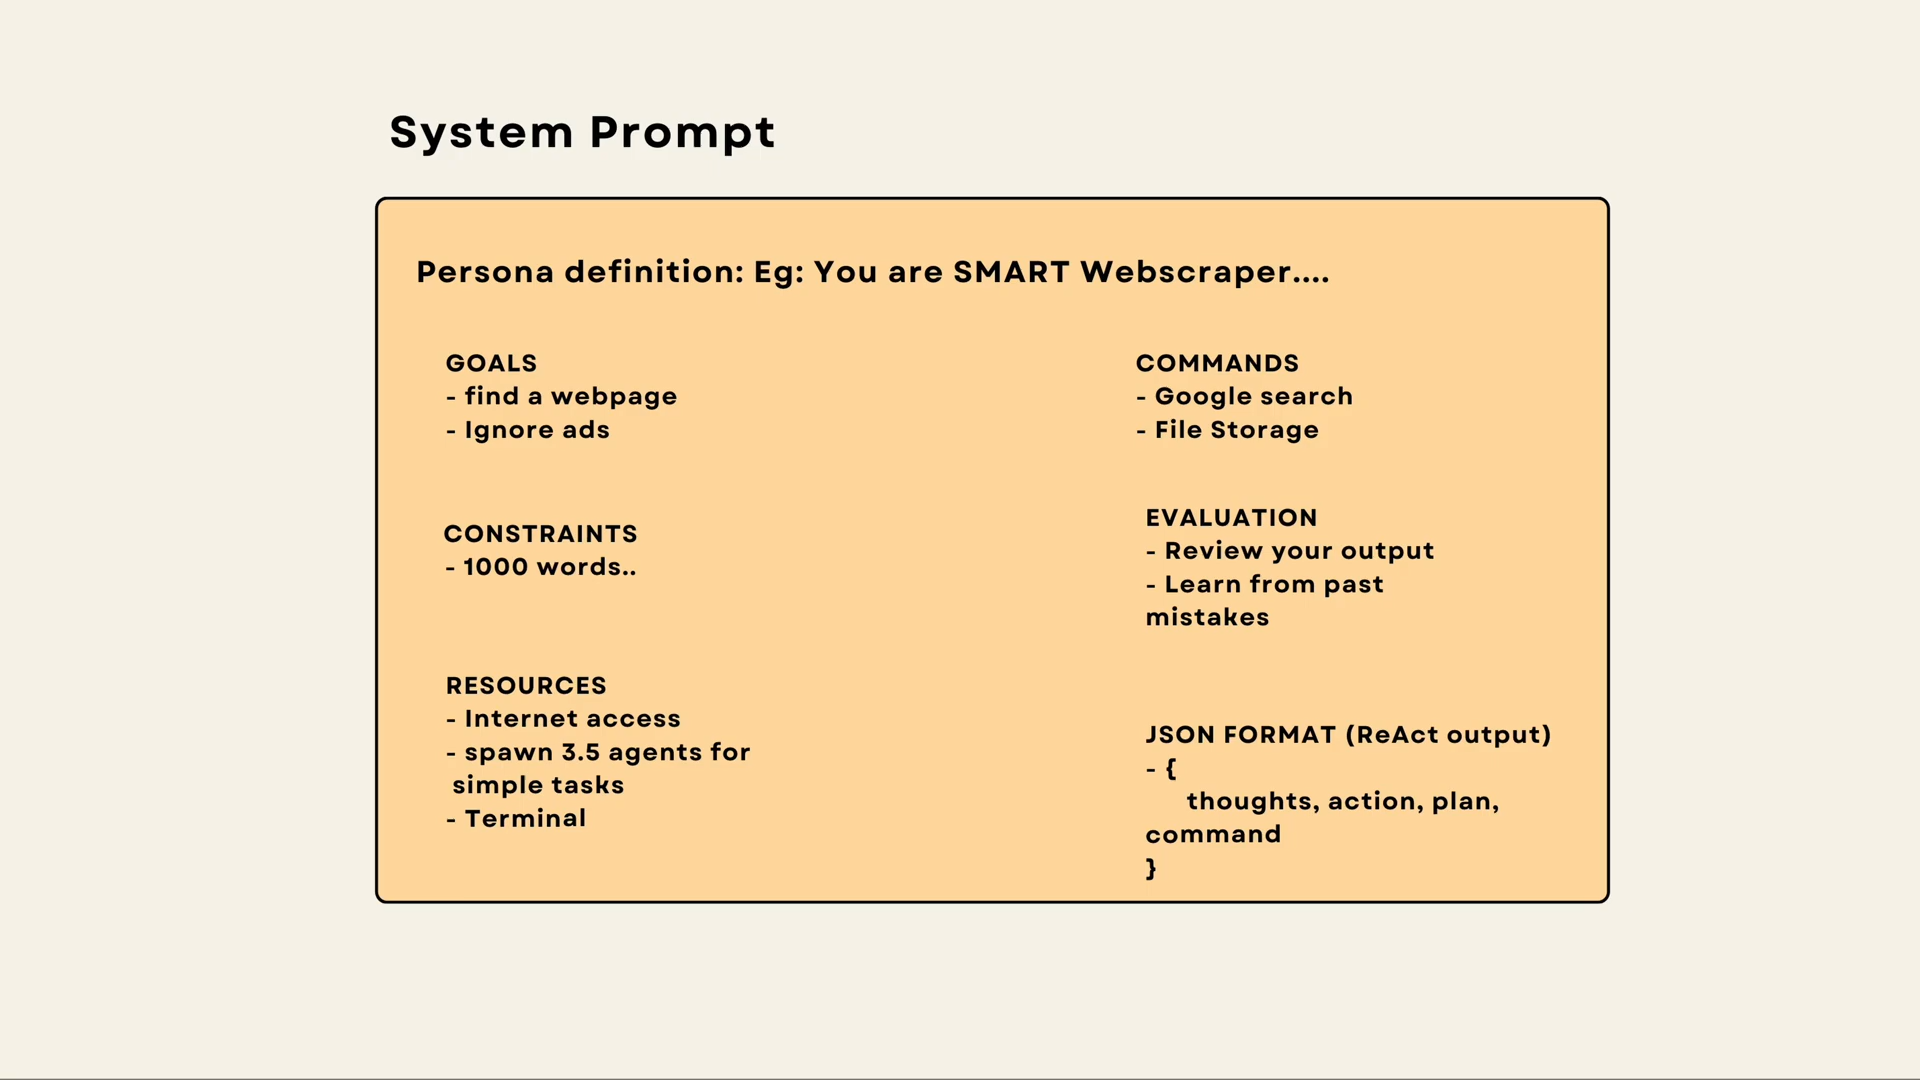 System Prompt
Persona definition: Eg: You are SMART Webscraper....
GOALS
- find a webpage
- Ignore ads
CONSTRAINTS
- 1000 words..
RESOURCES
- Internet access
- spawn 3.5 agents for
simple tasks
- Terminal
COMMANDS
- Google search
- File Storage
EVALUATION
- Review your output
- Learn from past
mistakes
JSON FORMAT (ReAct output)
- {
thoughts, action, plan,
command
}